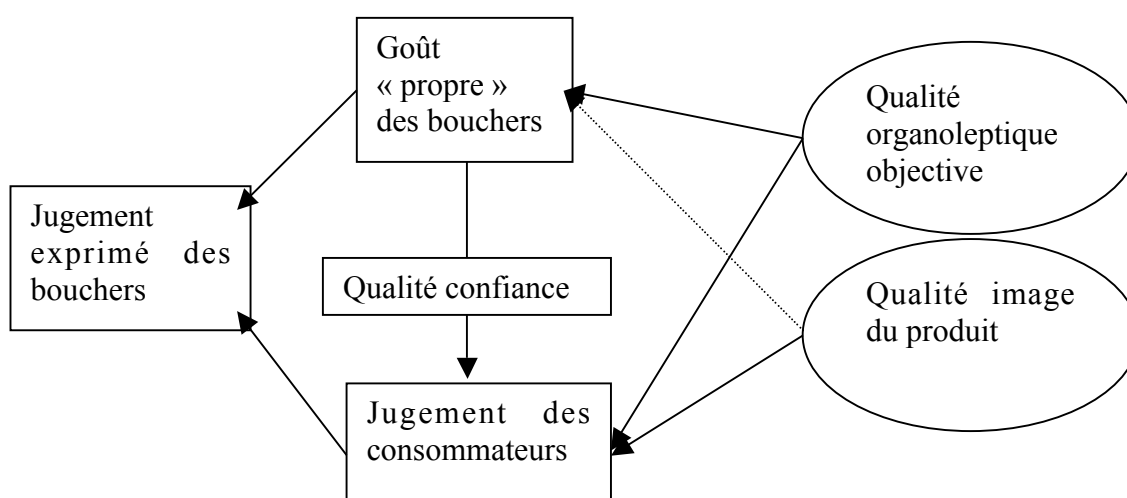 Goût
« propre »
des bouchers
Qualité
organoleptique
objective
Jugement
exprimé des
bouchers
Qualité confiance
Qualité image
du produit
Jugement des
consommateurs